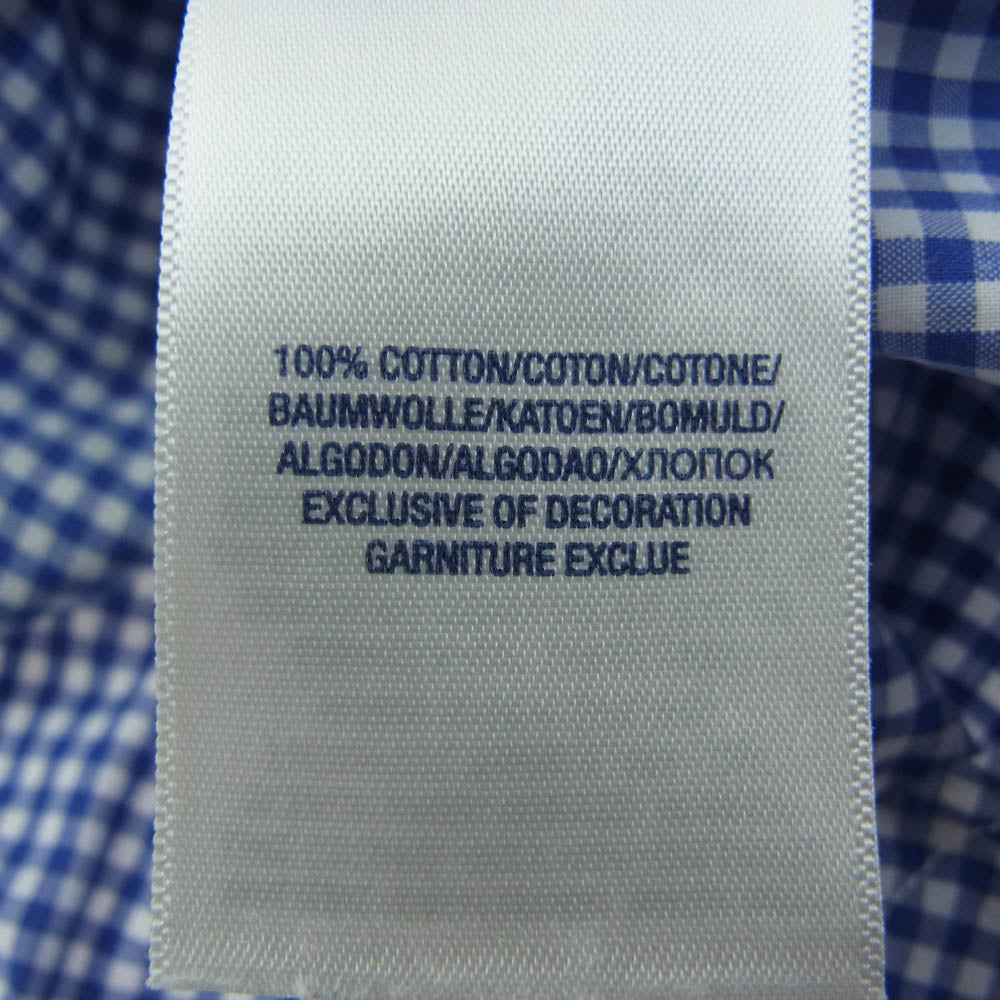 100% COTTON/COTON/COTONE/
BAUMWOLLE/KATOEN/BOMULD/
ALGODON/ALGODAO/ХЛОПОК
EXCLUSIVE OF DECORATION
GARNITURE EXCLUE